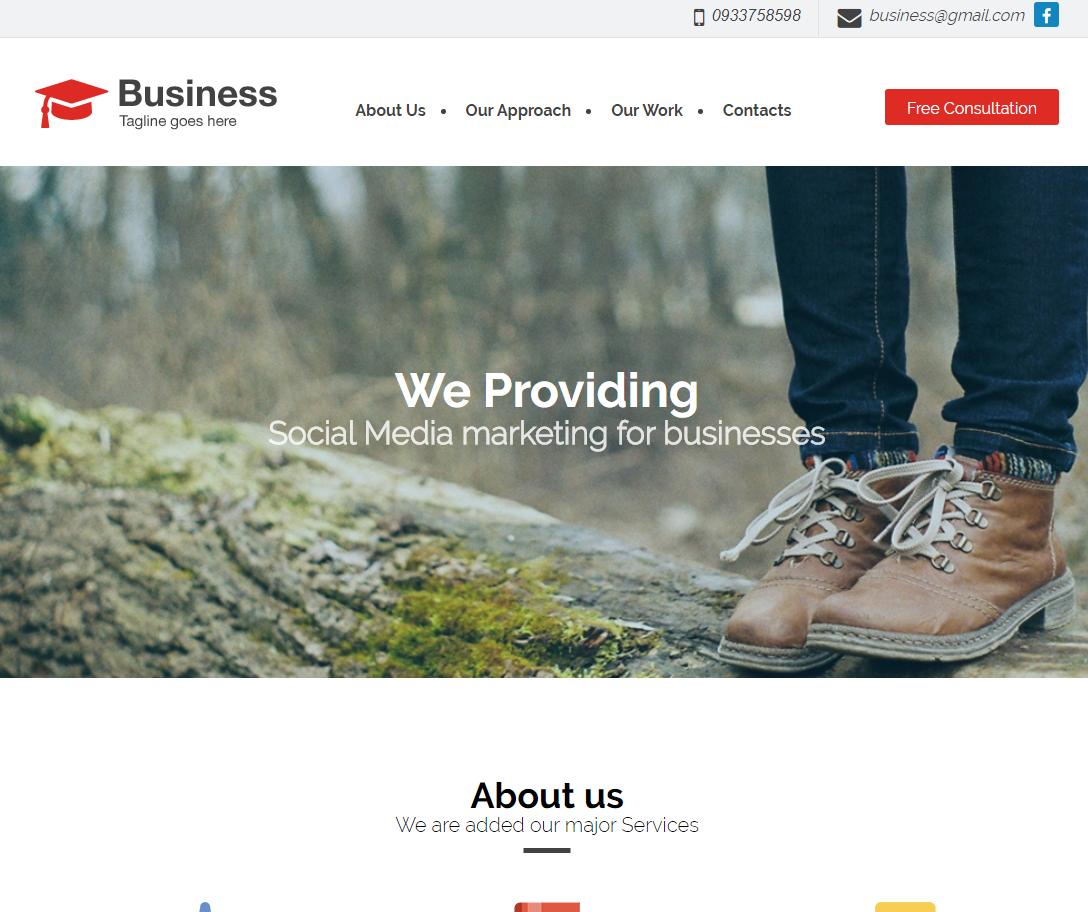 0933758598
business@gmail.com
Business
Tagline goes here
About Us • Our Approach • Our Work • Contacts
Free Consultation
We Providing
Social Media marketing for businesses
About us
We are added our major Services